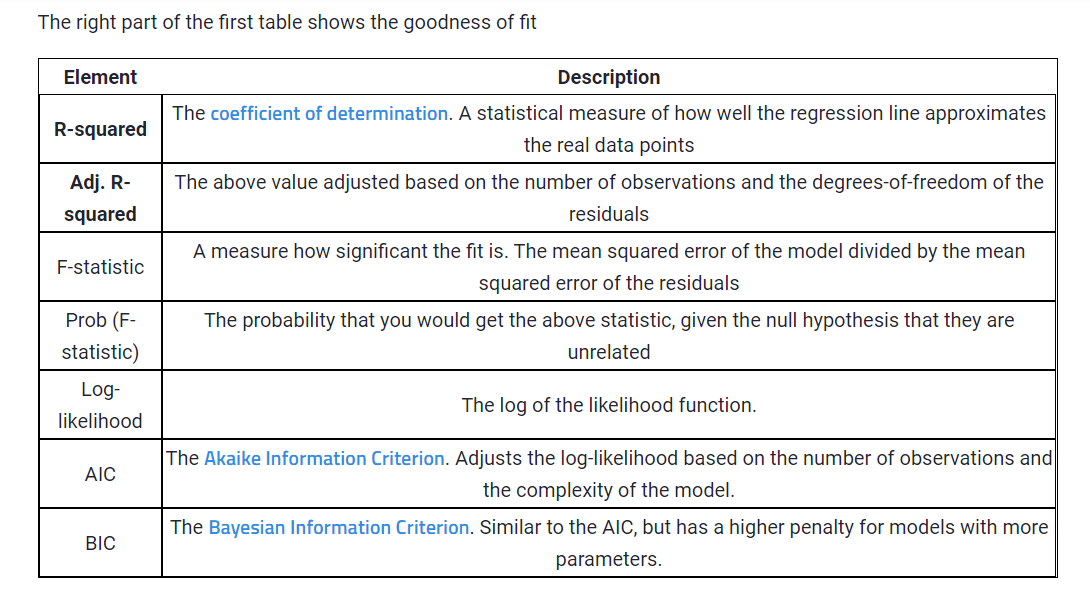 The right part of the first table shows the goodness of fit
Element
Description
R-squared
The coefficient of determination. A statistical measure of how well the regression line approximates
the real data points
Adj. R-
squared
The above value adjusted based on the number of observations and the degrees-of-freedom of the
residuals
F-statistic
A measure how significant the fit is. The mean squared error of the model divided by the mean
squared error of the residuals
Prob (F-
statistic)
The probability that you would get the above statistic, given the null hypothesis that they are
unrelated
Log-
likelihood
The log of the likelihood function.
AIC
The Akaike Information Criterion. Adjusts the log-likelihood based on the number of observations and
the complexity of the model.
BIC
The Bayesian Information Criterion. Similar to the AIC, but has a higher penalty for models with more
parameters.